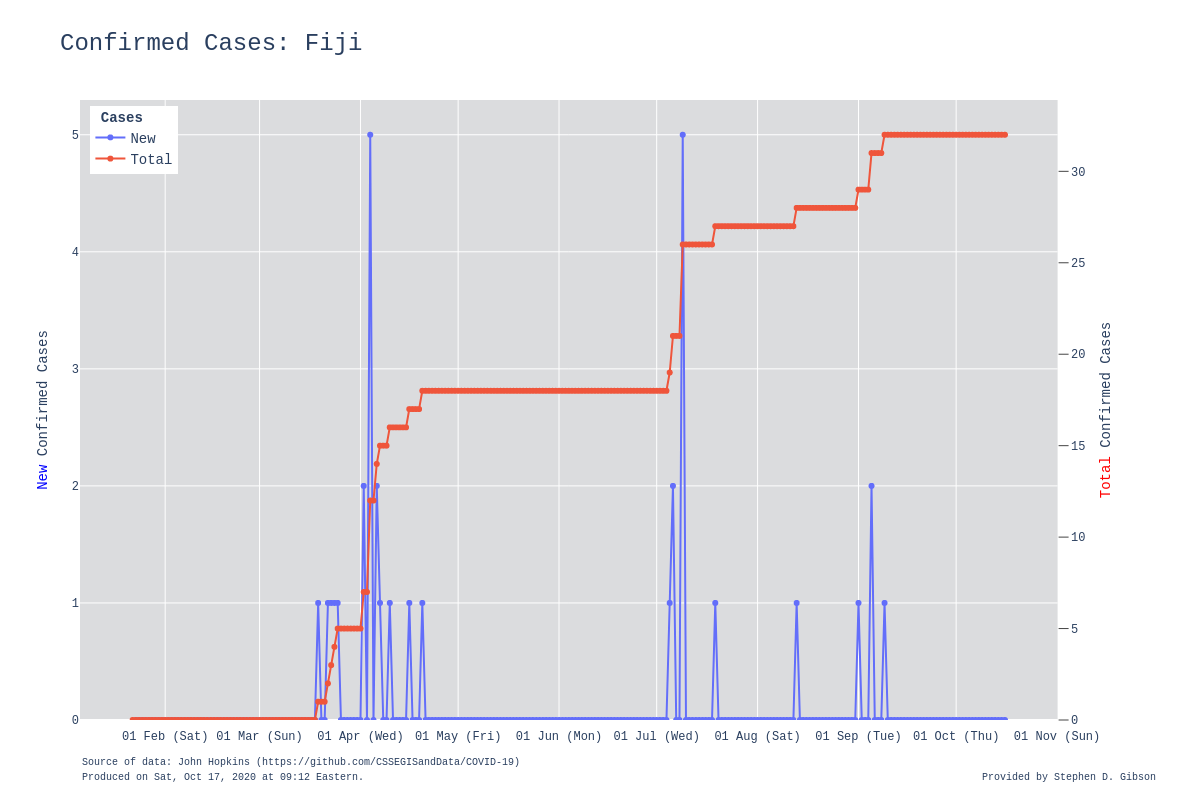 Confirmed Cases: Fiji
Cases
New
Total
5
4
3
2
1
0
New Confirmed Cases
30
25
20
15
10
5
0
Total Confirmed Cases
01 Feb (Sat) 01 Mar (Sun) 01 Apr (Wed) 01 May (Fri) 01 Jun (Mon) 01 Jul (Wed) 01 Aug (Sat) 01 Sep (Tue) 01 Oct (Thu) 01 Nov (Sun)
Source of data: John Hopkins (https://github.com/CSSEGISandData/COVID-19)
Produced on Sat, Oct 17, 2020 at 09:12 Eastern.
Provided by Stephen D. Gibson